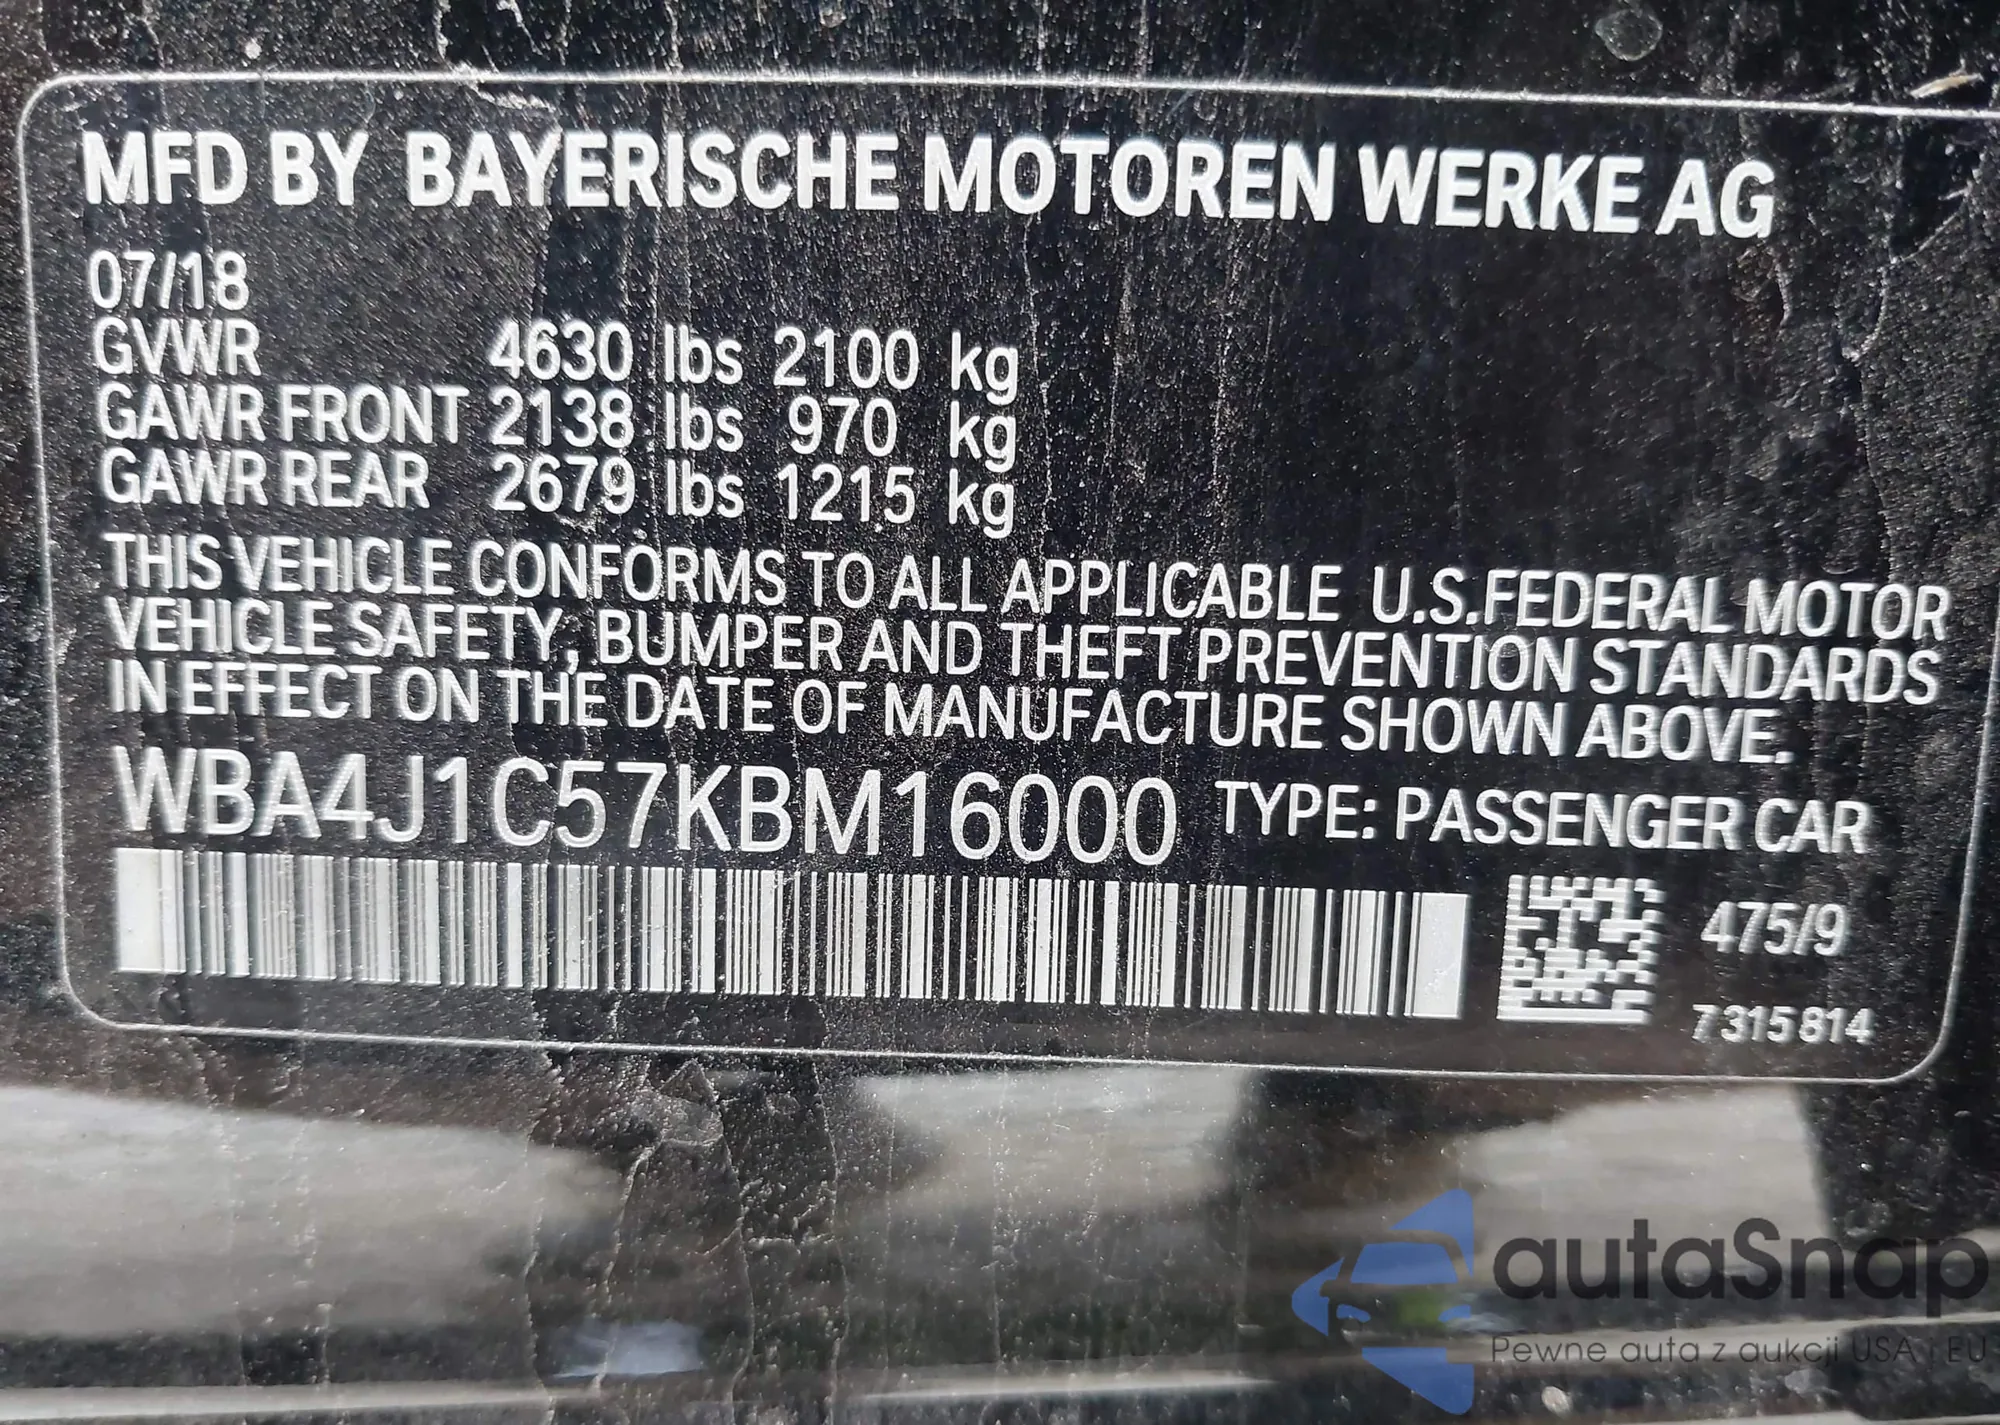 MFD BY BAYERISCHE MOTOREN WERKE AG
07/18
GVWR 4630 lbs 2100 kg
GAWR FRONT 2138 lbs 970 kg
GAWR REAR 2679 lbs 1215 kg
THIS VEHICLE CONFORMS TO ALL APPLICABLE U.S.FEDERAL MOTOR
VEHICLE SAFETY, BUMPER AND THEFT PREVENTION STANDARDS
IN EFFECT ON THE DATE OF MANUFACTURE SHOWN ABOVE.
WBA4J1C57KBM16000 TYPE: PASSENGER CAR
475/9
7315814
autaSnap
Pewne auta z aukcji USA i EU